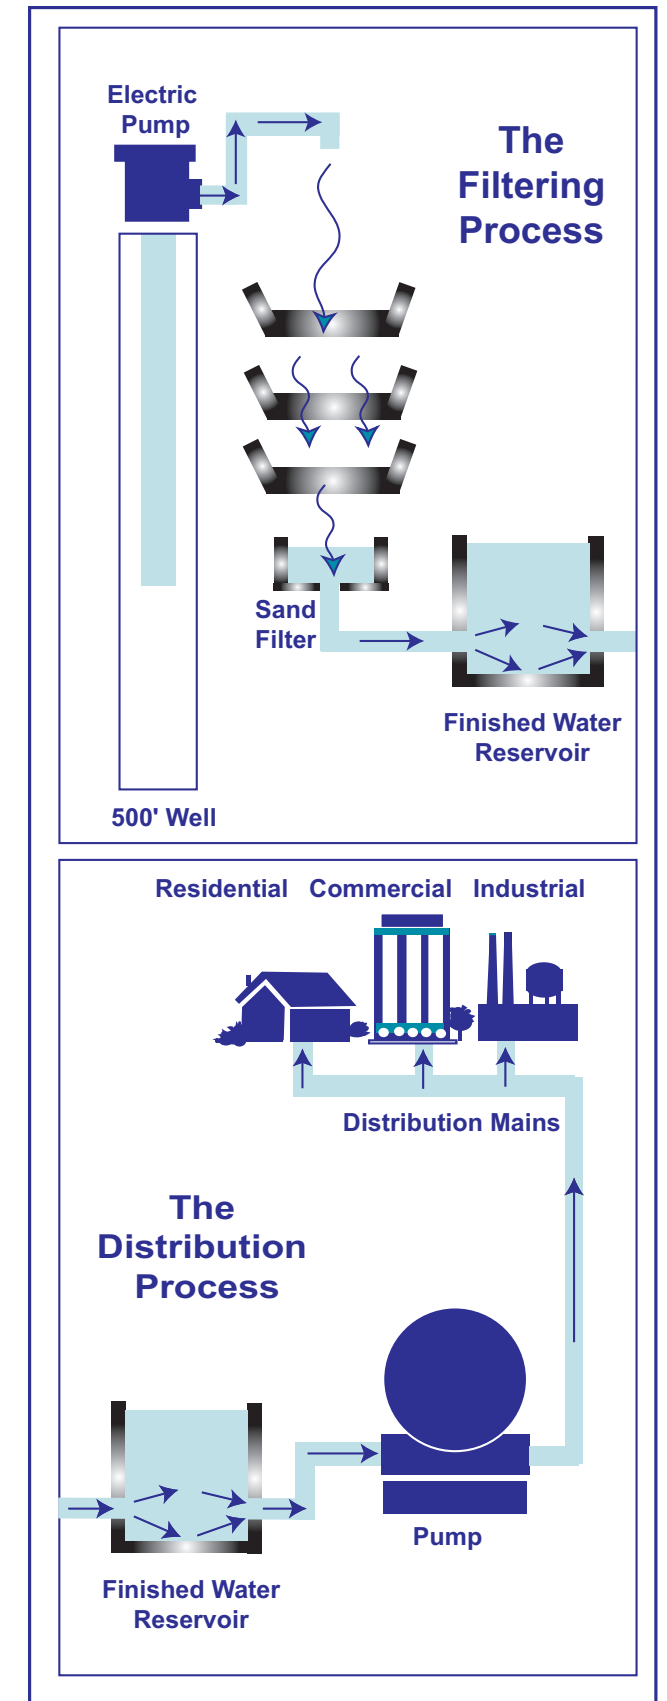 Electric
Pump
The
Filtering
Process
Sand
Filter
Finished Water
Reservoir
500' Well
Residential Commercial Industrial
Distribution Mains
The
Distribution
Process
Pump
Finished Water
Reservoir